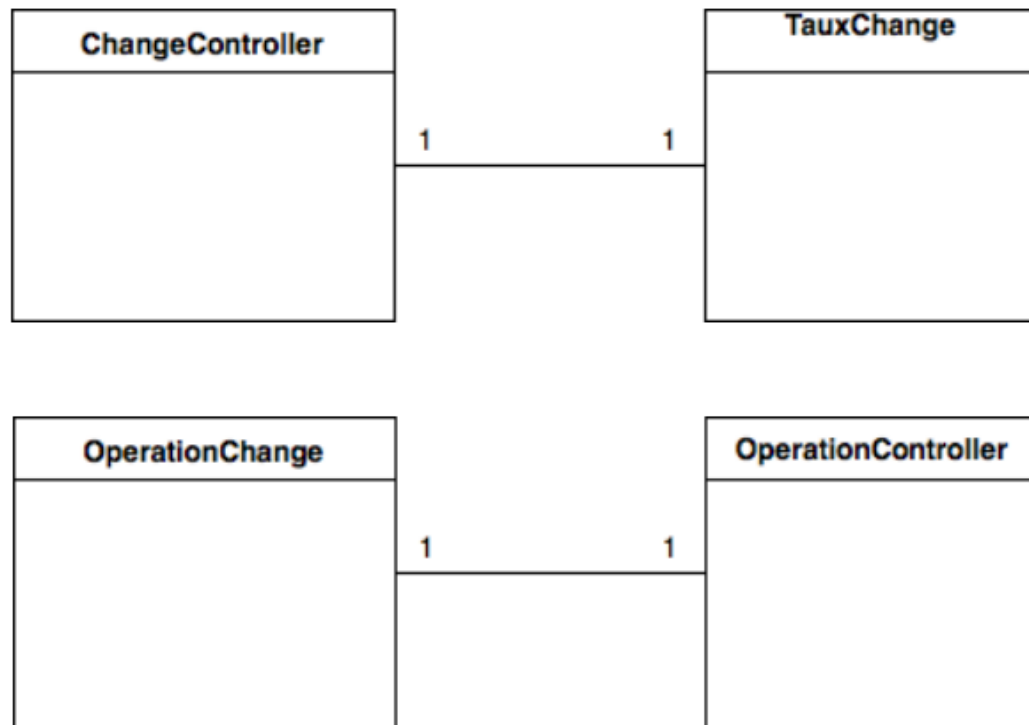 ChangeController
TauxChange
1
1
OperationChange
OperationController
1
1